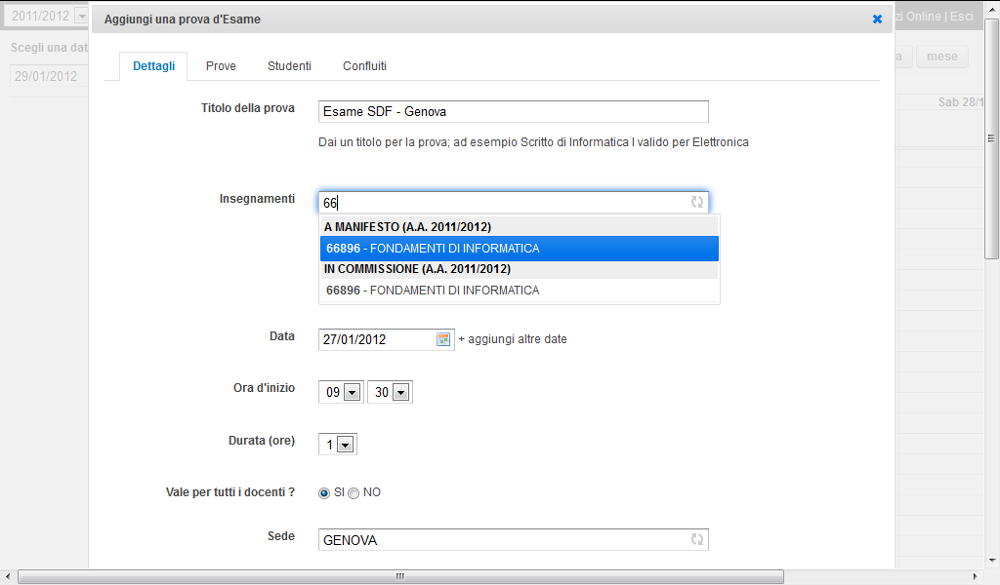 2011/2012
Aggiungi una prova d'Esame
zi Online | Esci
Scegli una dat
29/01/2012
Dettagli Prove Studenti Confluiti
mese
Sab 28/1
Titolo della prova
Esame SDF - Genova
Dai un titolo per la prova; ad esempio Scritto di Informatica I valido per Elettronica
Insegnamenti
66
A MANIFESTO (A.A. 2011/2012)
66896 - FONDAMENTI DI INFORMATICA
IN COMMISSIONE (A.A. 2011/2012)
66896 - FONDAMENTI DI INFORMATICA
Data
27/01/2012
+ aggiungi altre date
Ora d'inizio
09 30
Durata (ore)
1
Vale per tutti i docenti ?
SI NO
Sede
GENOVA